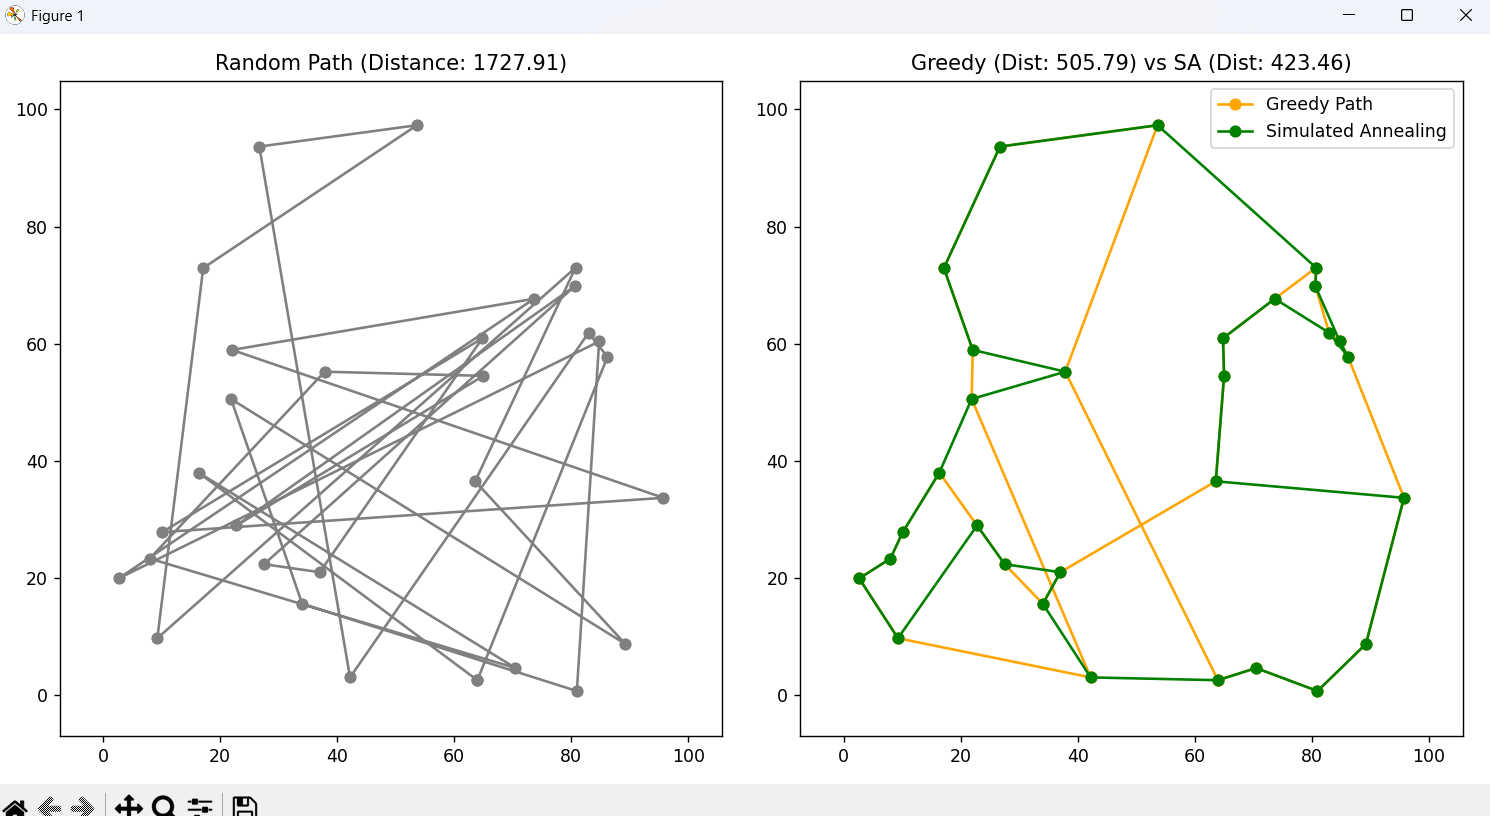 Figure 1
Random Path (Distance: 1727.91)
100
80
60
40
20
0
0 20 40 60 80 100
Greedy (Dist: 505.79) vs SA (Dist: 423.46)
Greedy Path
Simulated Annealing
100
80
60
40
20
0
0 20 40 60 80 100